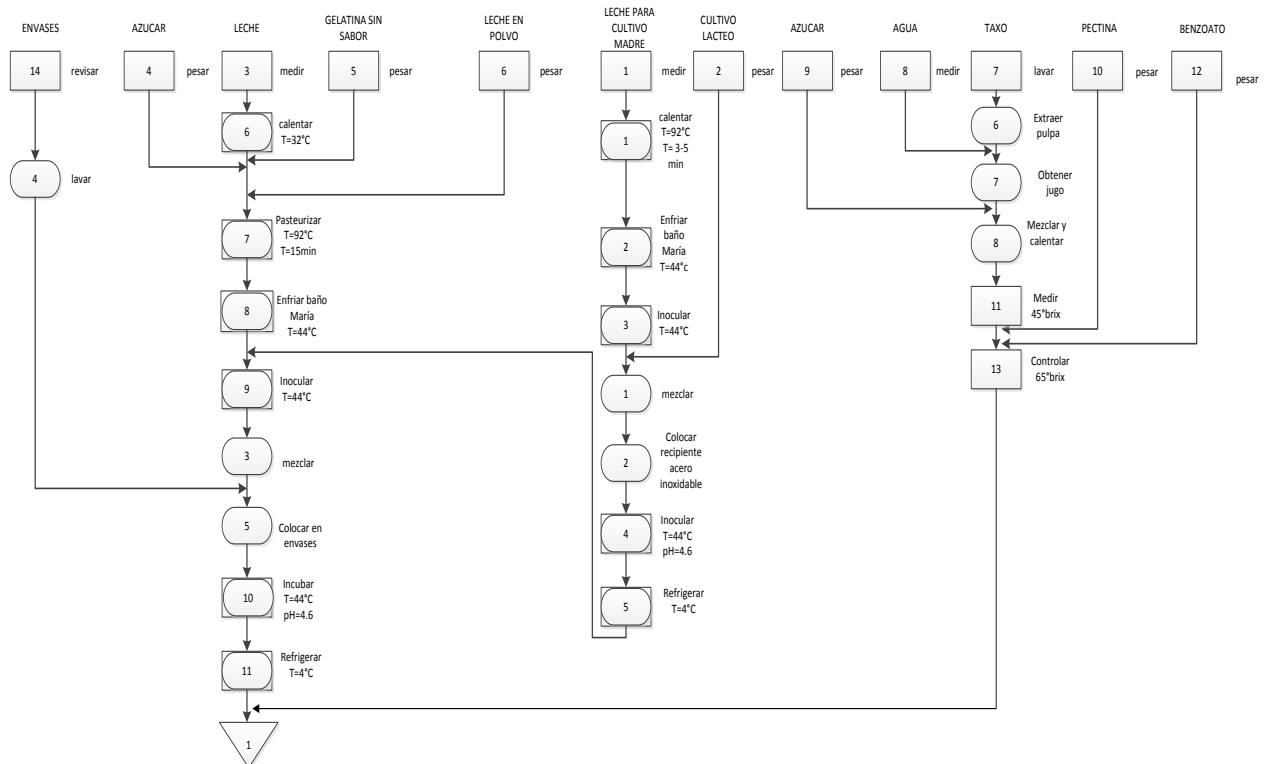 ENVASES
AZUCAR
LECHE
GELATINA SIN
SABOR
LECHE EN
POLVO
LECHE PARA
CULTIVO
MADRE
CULTIVO
LACTEO
AZUCAR
AGUA
TAXO
PECTINA
BENZOATO
14 revisar
4 pesar
3 medir
5 pesar
6 pesar
1 medir
2 pesar
9 pesar
8 medir
7 lavar
10 pesar
12 pesar
4 lavar
6
calentar
T=32°C
7
Pasteurizar
T=92°C
T=15min
8
Enfriar baño
María
T=44°C
9
Inocular
T=44°C
3 mezclar
5
Colocar en
envases
10
Incubar
T=44°C
pH=4.6
11
Refrigerar
T=4°C
1
1
calentar
T=92°C
T= 3-5
min
2
Enfriar
baño
María
T=44°c
3
Inocular
T=44°C
1 mezclar
2
Colocar
recipiente
acero
inoxidable
4
Inocular
T=44°C
pH=4.6
5
Refrigerar
T=4°C
6
Extraer
pulpa
7
Obtener
jugo
8
Mezclar y
calentar
11
Medir
45°brix
13
Controlar
65°brix